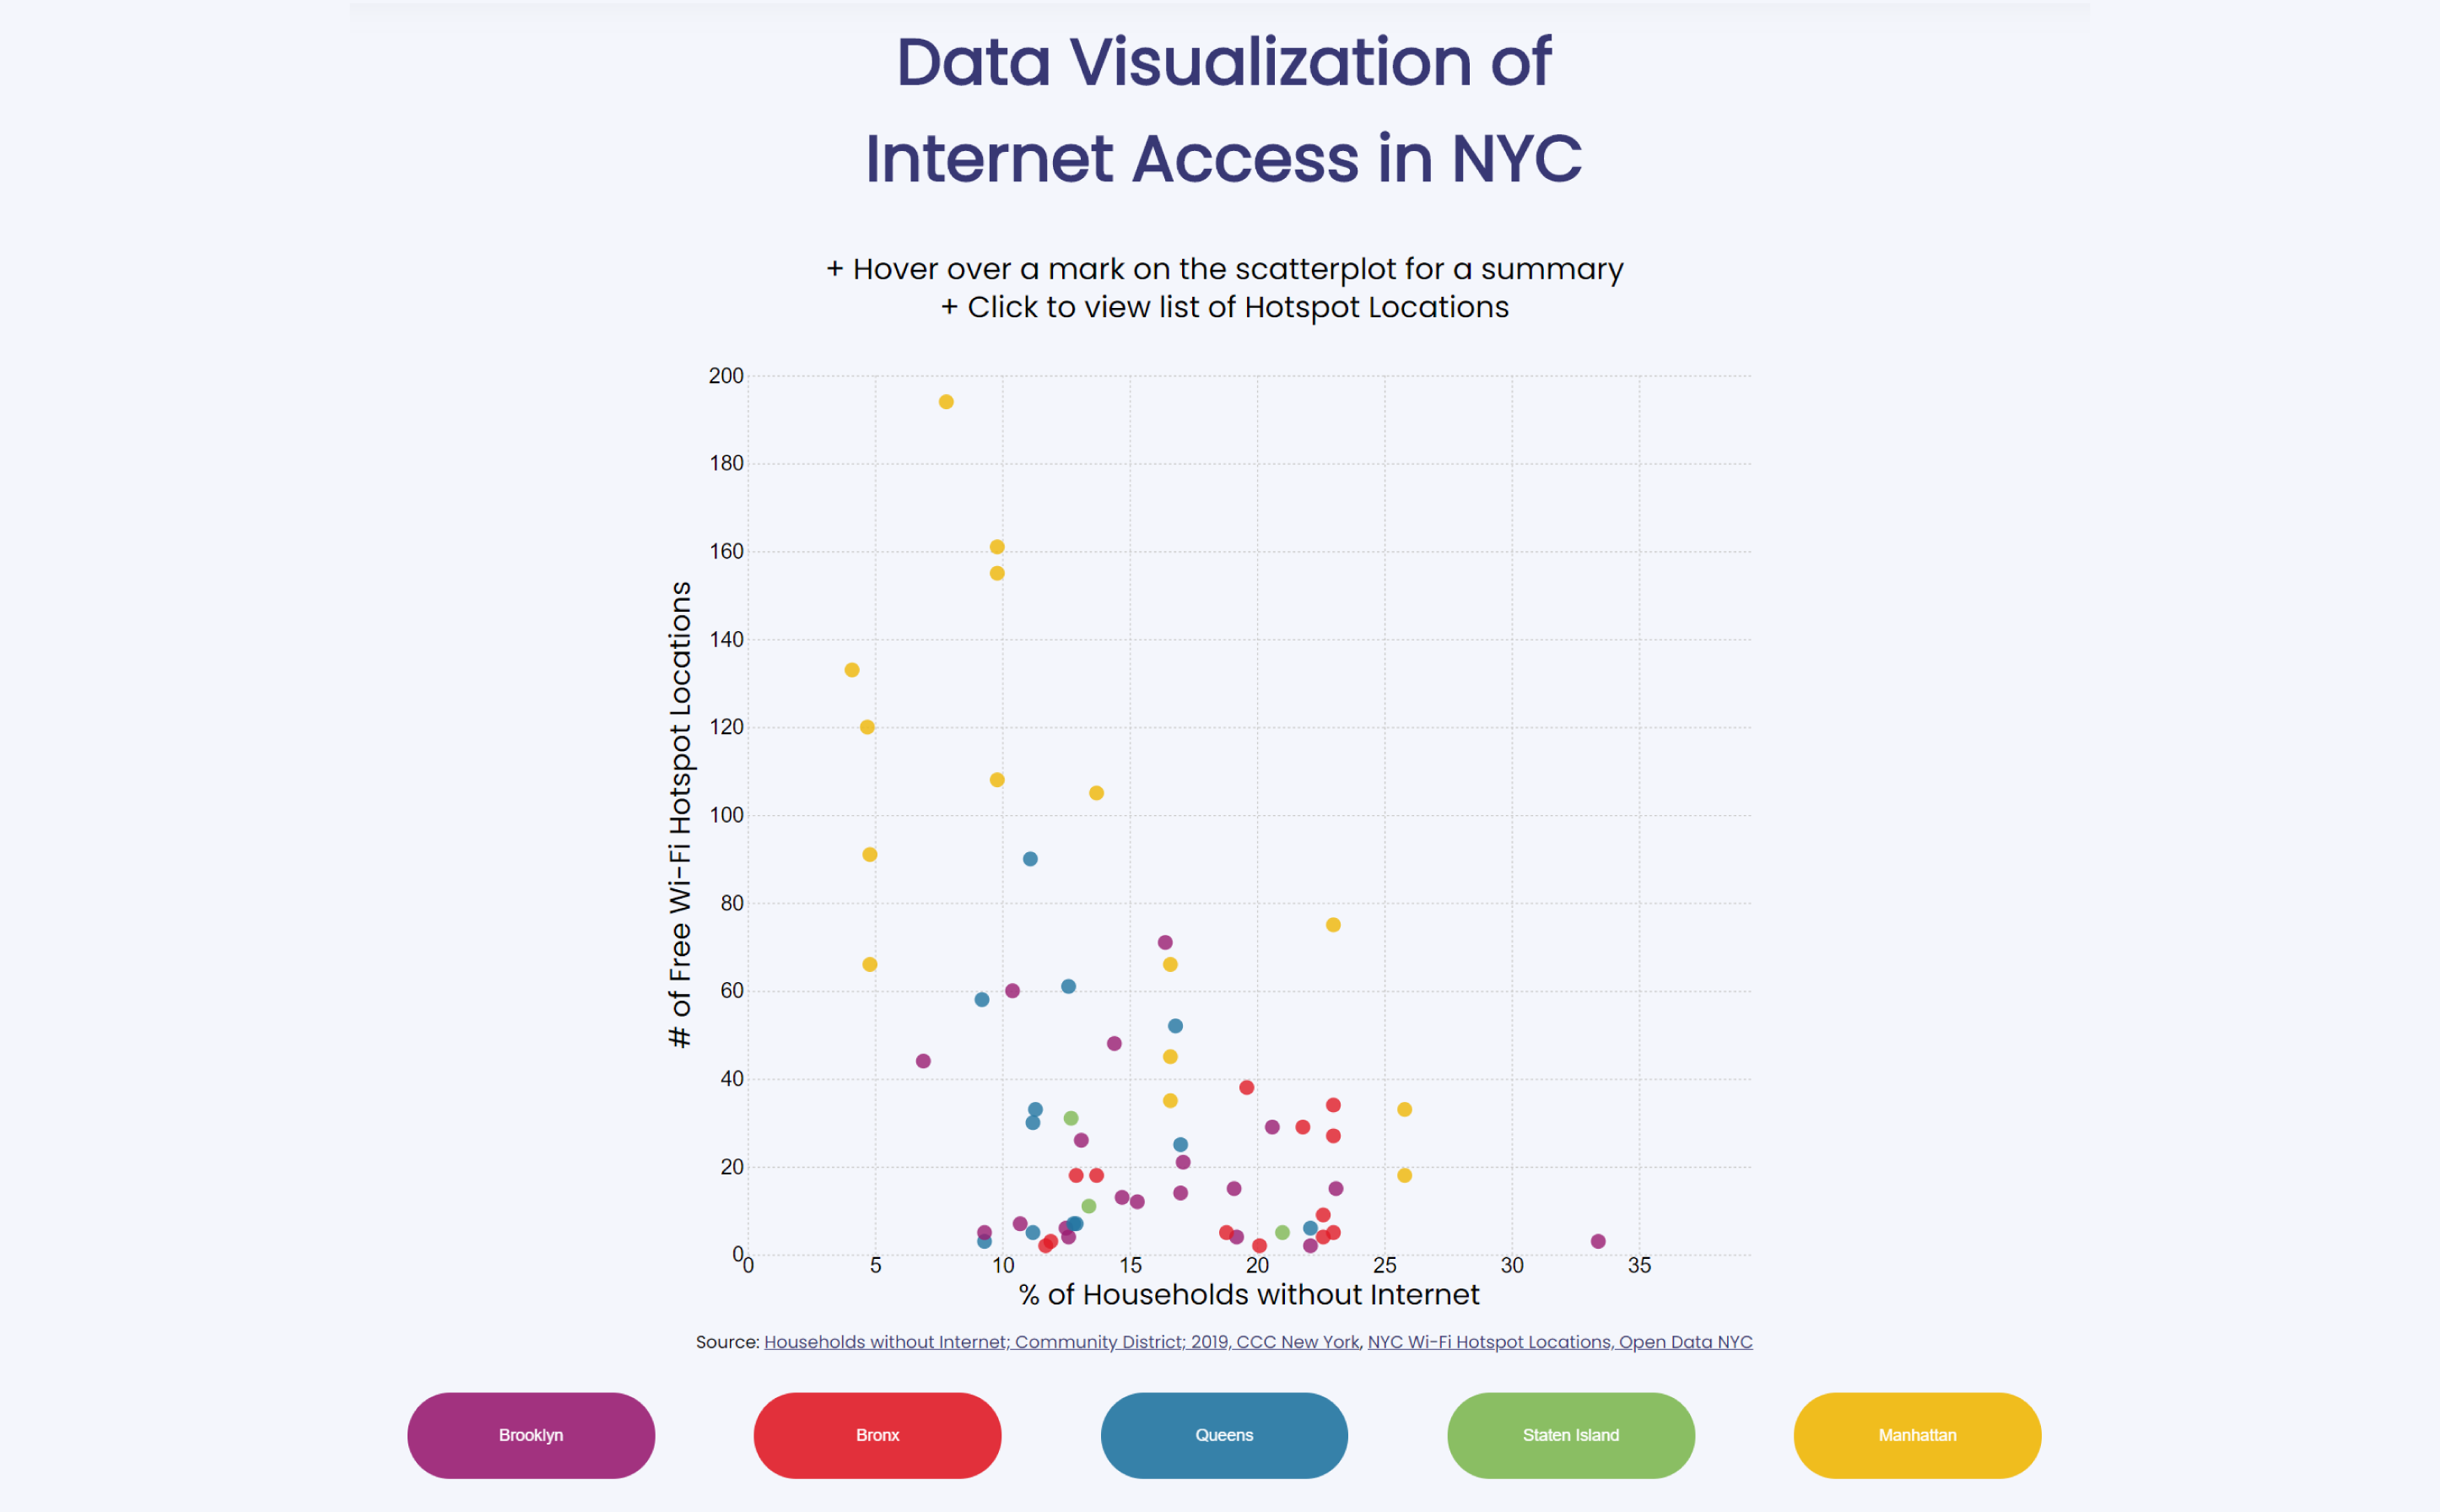 Data Visualization of
Internet Access in NYC
+ Hover over a mark on the scatterplot for a summary
+ Click to view list of Hotspot Locations
# of Free Wi-Fi Hotspot Locations
200
180
160
140
120
100
80
60
40
20
0
0 5 10 15 20 25 30 35
% of Households without Internet
Source: Households without Internet; Community District; 2019, CCC New York, NYC Wi-Fi Hotspot Locations, Open Data NYC
Brooklyn Bronx Queens Staten Island Manhattan